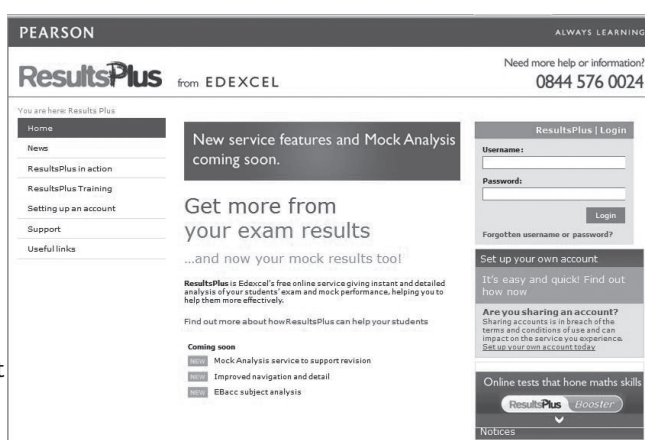 PEARSON
ALWAYS LEARNING
ResultsPlus from EDEXCEL
Need more help or information?
0844 576 0024
You are here: Results Plus
Home
News
ResultsPlus in action
ResultsPlus Training
Setting up an account
Support
Useful links
New service features and Mock Analysis
coming soon.
Get more from
your exam results
...and now your mock results too!
ResultsPlus is Edexcel's free online service giving instant and detailed
analysis of your students' exam and mock performance, helping you to
help them more effectively.
Find out more about how ResultsPlus can help your students
Coming soon
NEW Mock Analysis service to support revision
NEW Improved navigation and detail
NEW EBacc subject analysis
ResultsPlus | Login
Username:
Password:
Login
Forgotten username or password?
Set up your own account
It's easy and quick! Find out
how now
Are you sharing an account?
Sharing accounts is in breach of the
terms and conditions of use and can
impact on the service you experience.
Set up your own account today
Online tests that hone maths skills
ResultsPlus Booster
Notices